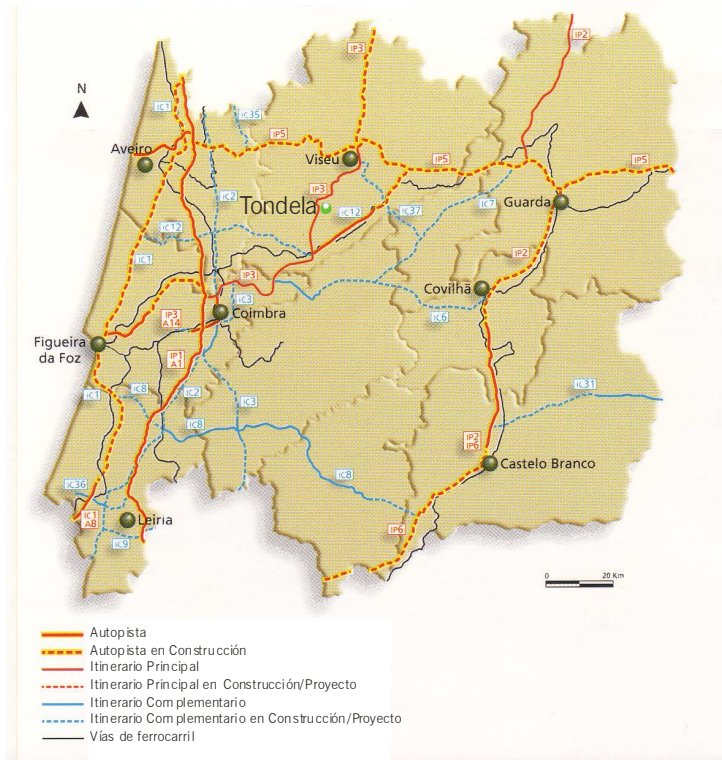 IP3
IP2
N
iC1
iC35
IP5
Aveiro
Viseu
IP5
IP5
iC2
IP3
Tondela
iC12
iC37
iC7
Guarda
iC12
iC1
IP2
IP3
Covilhã
iC3
Coimbra
iC6
IP3
A14
Figueira
da Foz
IP1
A1
iC1
iC8
iC2
iC3
iC31
iC8
IP2
IP6
Castelo Branco
iC8
iC36
IC1
A8
Leiria
IP6
iC9
0 20 Km
Autopista
Autopista en Construcción
Itinerario Principal
Itinerario Principal en Construcción/Proyecto
Itinerario Complementario
Itinerario Complementario en Construcción/Proyecto
Vías de ferrocarril